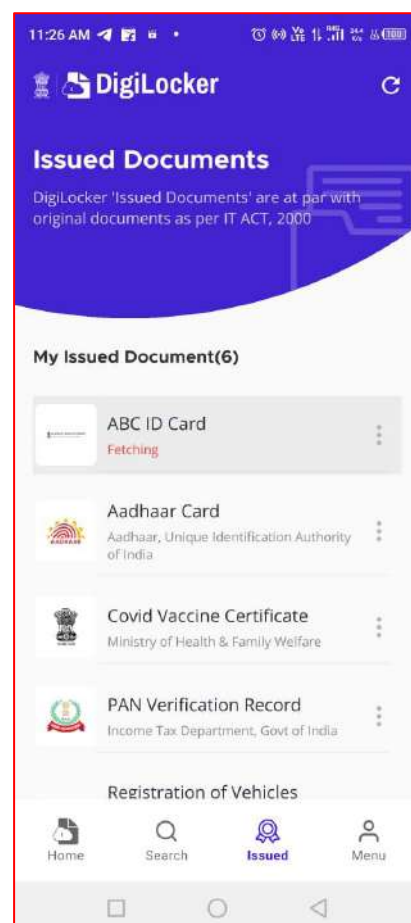 11:26 AM
DigiLocker
Issued Documents
DigiLocker 'Issued Documents' are at par with
original documents as per IT ACT, 2000
My Issued Document(6)
ABC ID Card
Fetching
AADHAAR
Aadhaar Card
Aadhaar, Unique Identification Authority
of India
Covid Vaccine Certificate
Ministry of Health & Family Welfare
PAN Verification Record
Income Tax Department, Govt of India
Registration of Vehicles
Home Search Issued Menu